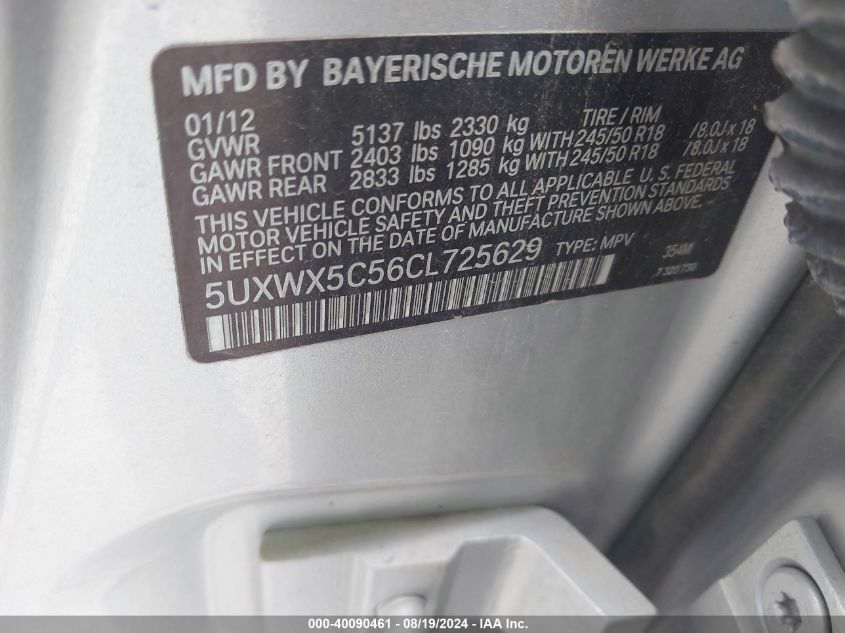 MFD BY BAYERISCHE MOTOREN WERKE AG
01/12 TIRE / RIM
GVWR 5137 lbs 2330 kg
GAWR FRONT 2403 lbs 1090 kg WITH 245/50 R18 /8.0J x 18
GAWR REAR 2833 lbs 1285 kg WITH 245/50 R18 /8.0J x 18
THIS VEHICLE CONFORMS TO ALL APPLICABLE U.S. FEDERAL
MOTOR VEHICLE SAFETY AND THEFT PREVENTION STANDARDS
IN EFFECT ON THE DATE OF MANUFACTURE SHOWN ABOVE.
5UXWX5C56CL725629 TYPE: MPV 354M
7 320 730
000-40090461 - 08/19/2024 - IAA Inc.